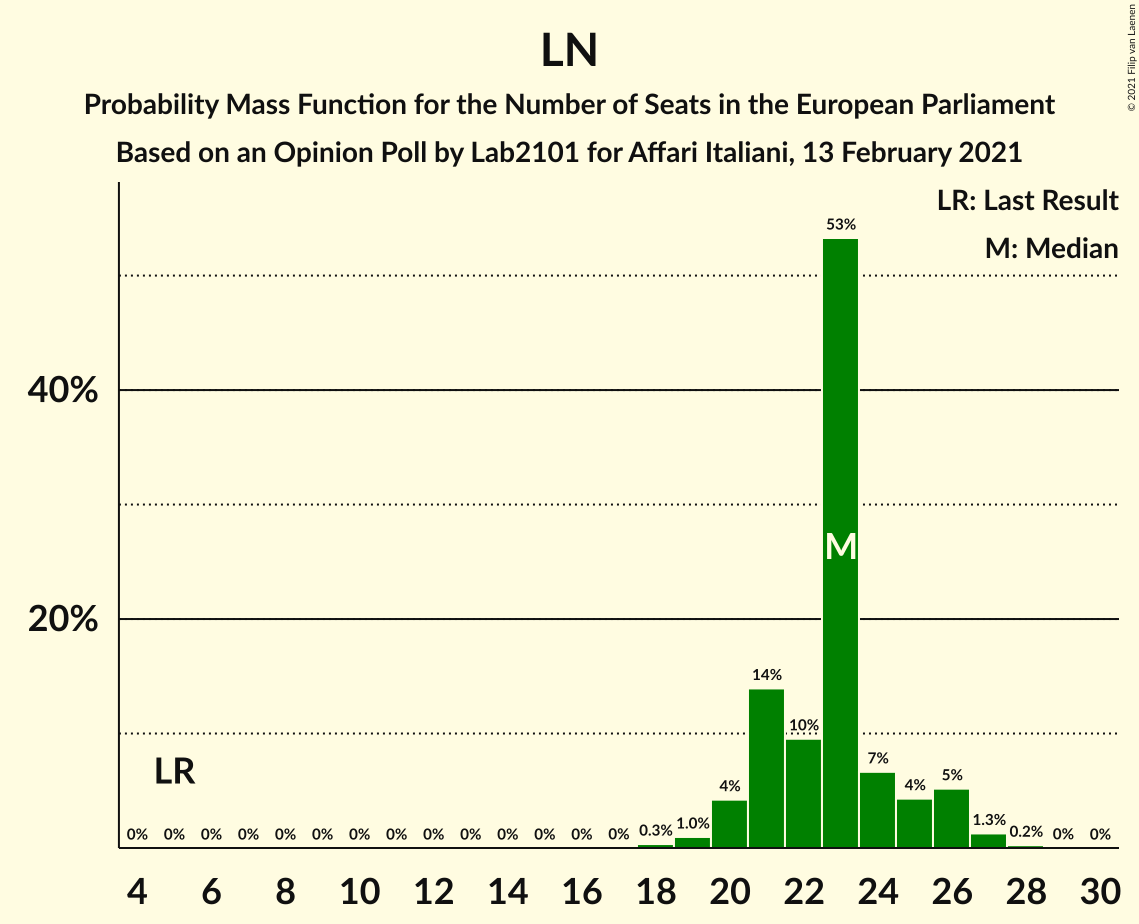 LN
Probability Mass Function for the Number of Seats in the European Parliament
Based on an Opinion Poll by Lab2101 for Affari Italiani, 13 February 2021
© 2021 Filip van Laenen
LR: Last Result
M: Median
53%
40%
M
20%
14%
10%
7%
4%
4%
5%
LR
0% 0% 0% 0% 0% 0% 0% 0% 0% 0% 0% 0% 0% 0% 0.3% 1.0% 1.3% 0.2% 0% 0%
4 6 8 10 12 14 16 18 20 22 24 26 28 30